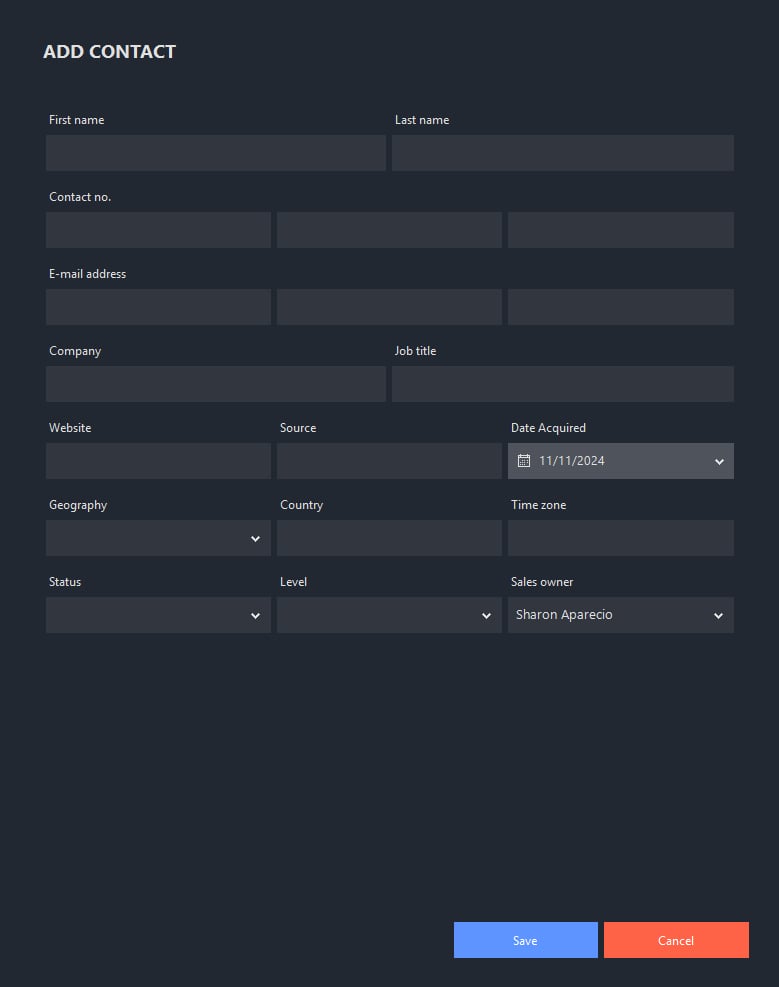 ADD CONTACT
First name Last name
Contact no.
E-mail address
Company Job title
Website Source Date Acquired
11/11/2024
Geography Country Time zone
Status Level Sales owner
Sharon Aparecio
Save Cancel